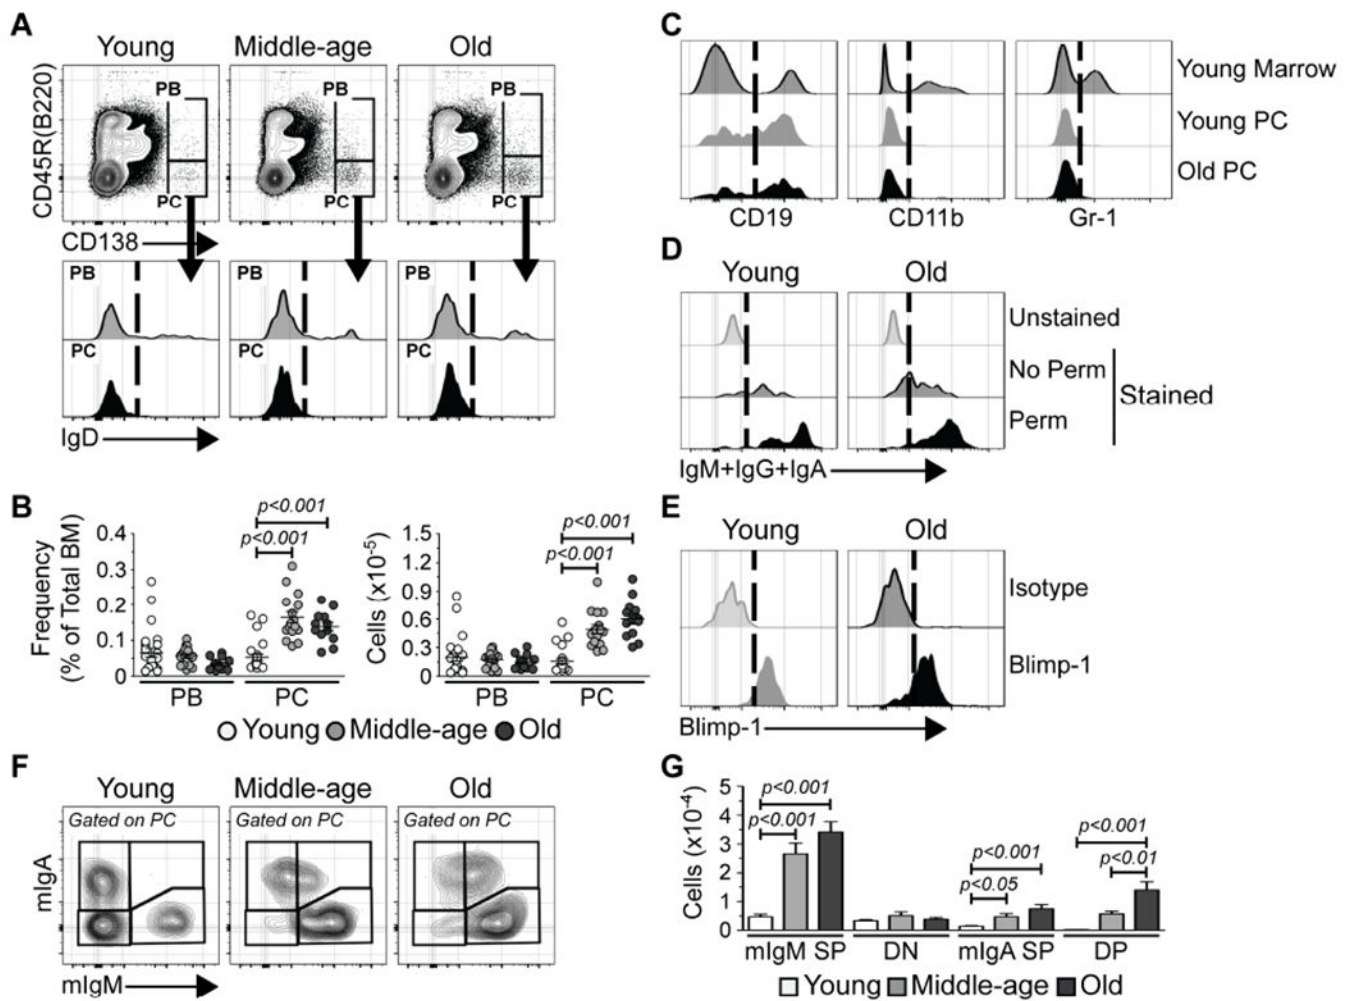 A
Young Middle-age Old
CD45R(B220)
PB PB PB
PC PC PC
CD138
PB PB PB
PC PC PC
IgD
B
Frequency
(% of Total BM)
0.4
0.3
0.2
0.1
0
p<0.001
p<0.001
PB PC
Cells (x10⁻⁵)
1.5
1.2
0.9
0.6
0.3
0
p<0.001
p<0.001
PB PC
Young Middle-age Old
C
Young Marrow
Young PC
Old PC
CD19 CD11b Gr-1
D
Young Old
Unstained
No Perm
Perm
Stained
IgM+IgG+IgA
E
Young Old
Isotype
Blimp-1
Blimp-1
F
Young Middle-age Old
Gated on PC Gated on PC Gated on PC
mIgA
mIgM
G
Cells (x10⁻⁴)
5
4
3
2
1
0
p<0.001
p<0.001
p<0.001
p<0.05
p<0.001
p<0.01
mIgM SP DN mIgA SP DP
Young Middle-age Old